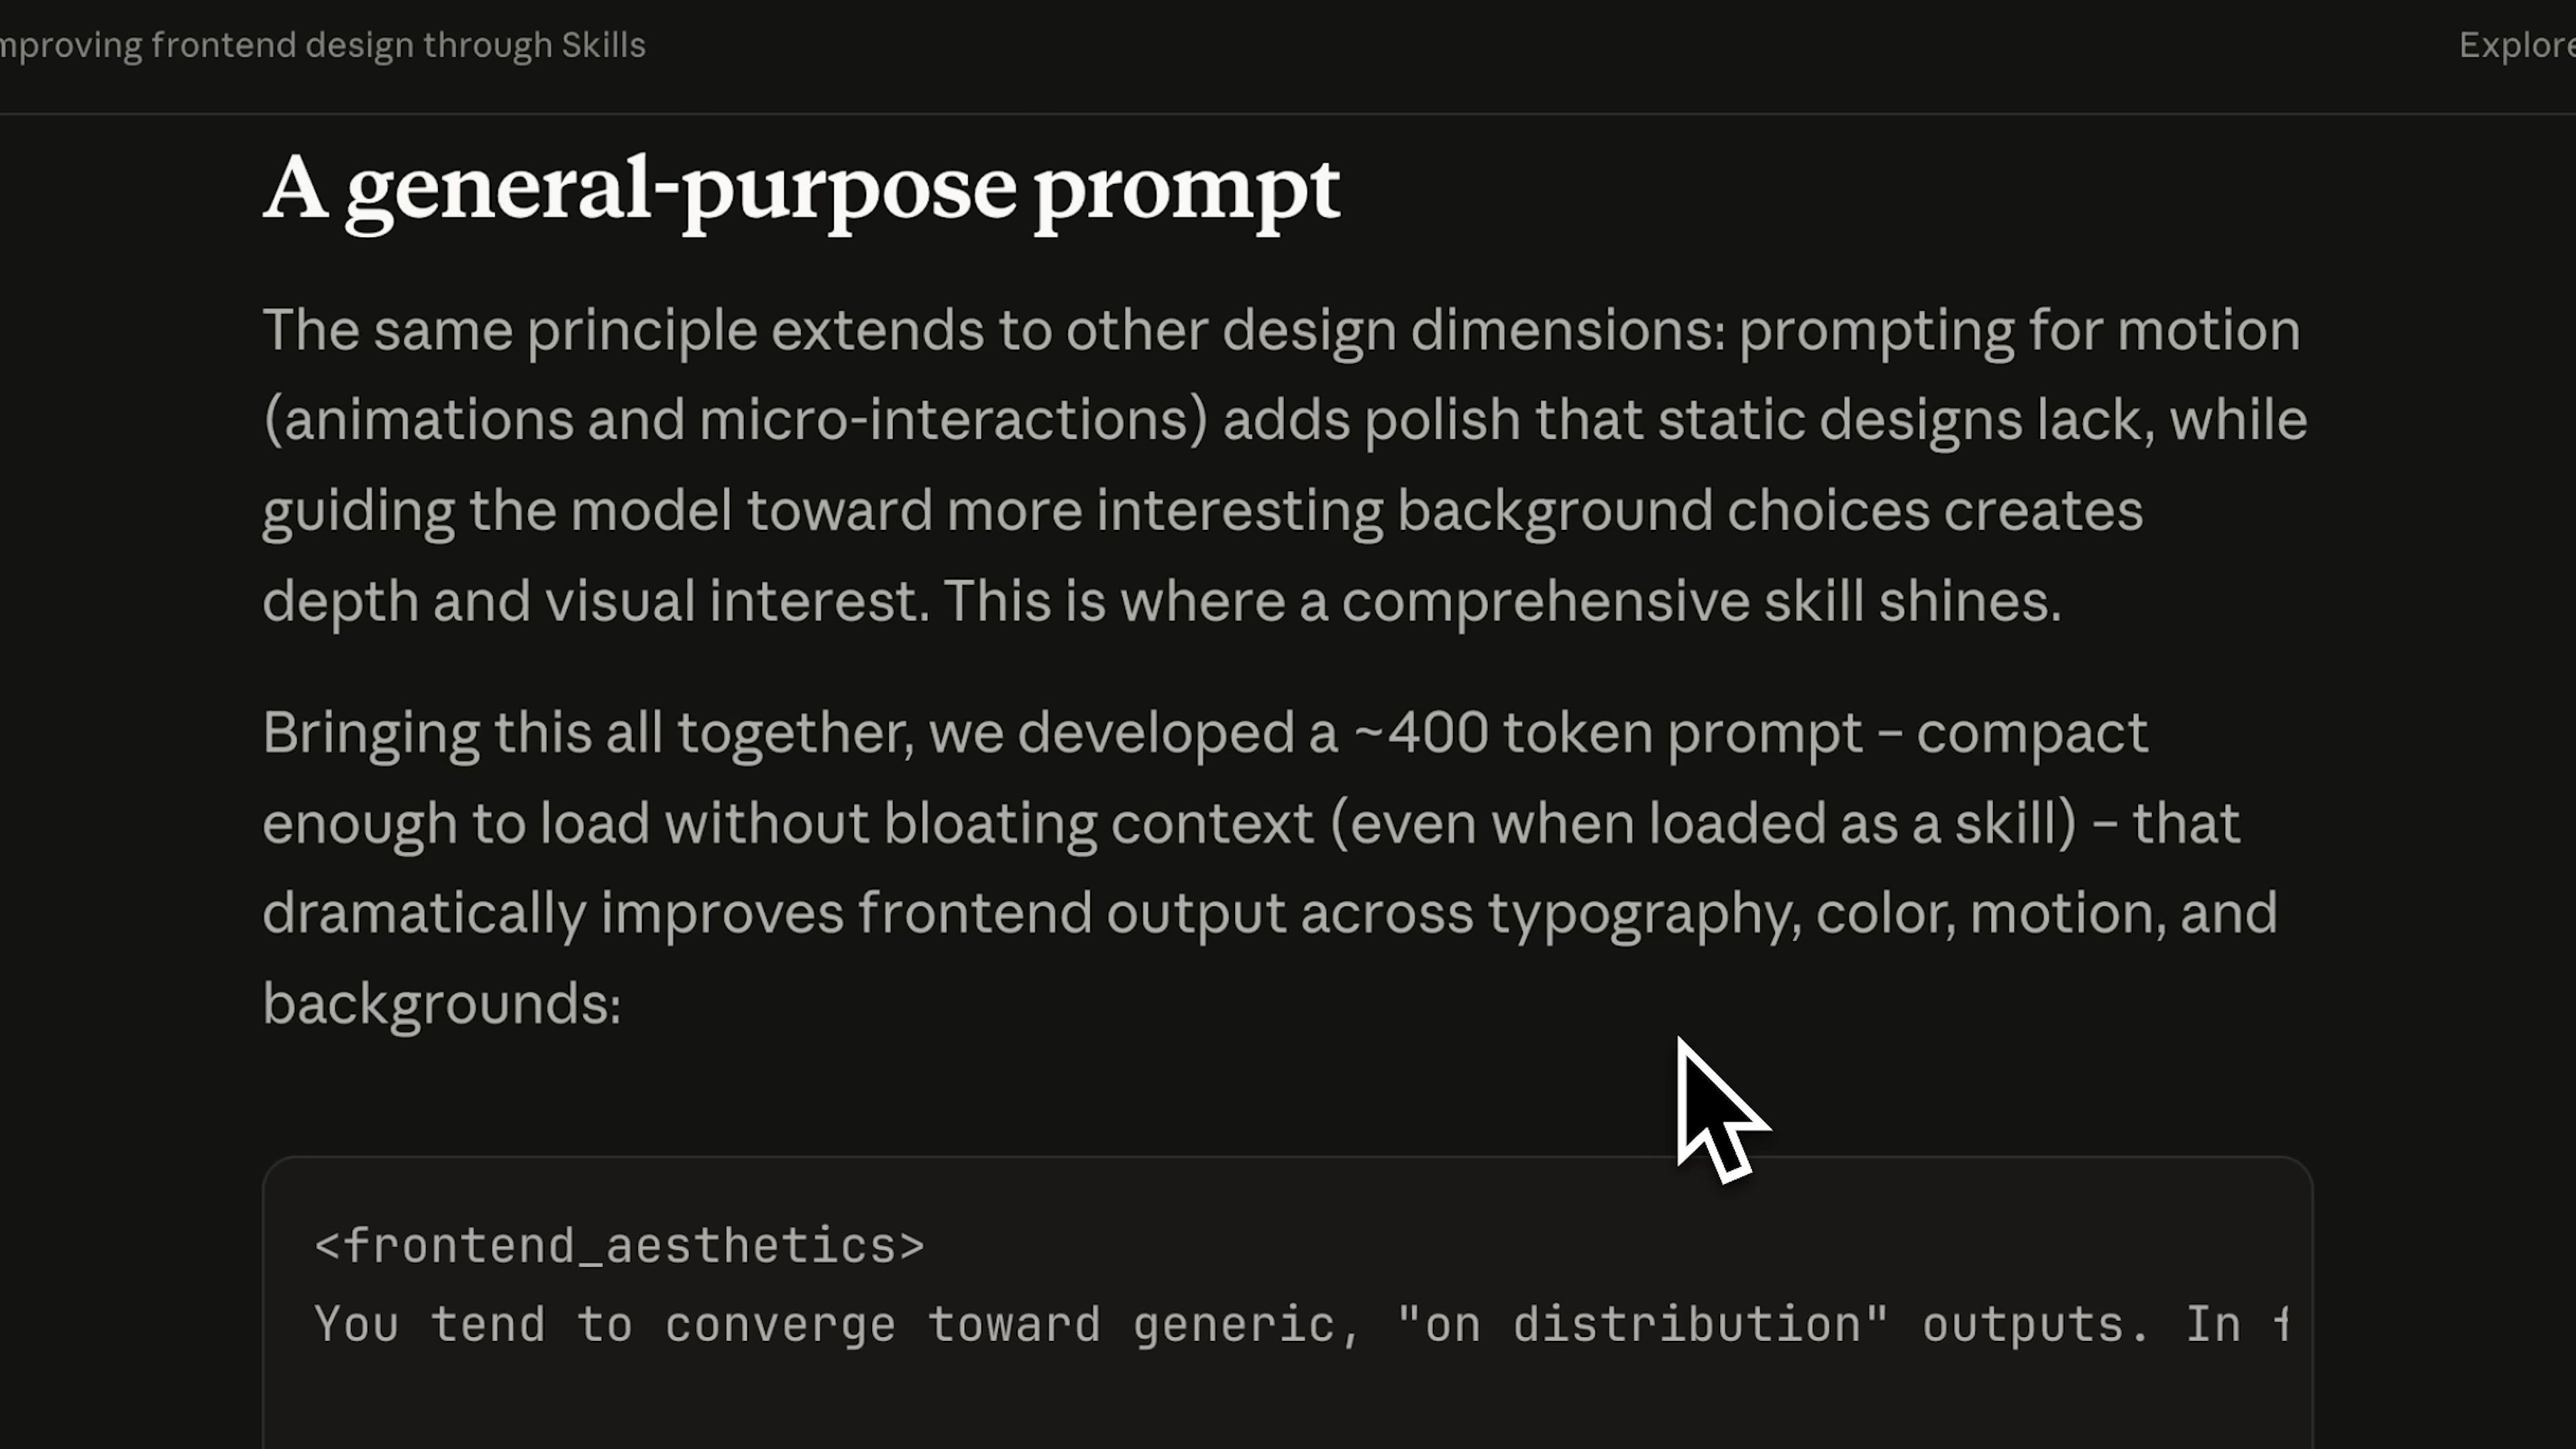 mproving frontend design through Skills
Explore
A general-purpose prompt
The same principle extends to other design dimensions: prompting for motion
(animations and micro-interactions) adds polish that static designs lack, while
guiding the model toward more interesting background choices creates
depth and visual interest. This is where a comprehensive skill shines.
Bringing this all together, we developed a ~400 token prompt – compact
enough to load without bloating context (even when loaded as a skill) – that
dramatically improves frontend output across typography, color, motion, and
backgrounds:
<frontend_aesthetics>
You tend to converge toward generic, "on distribution" outputs. In f